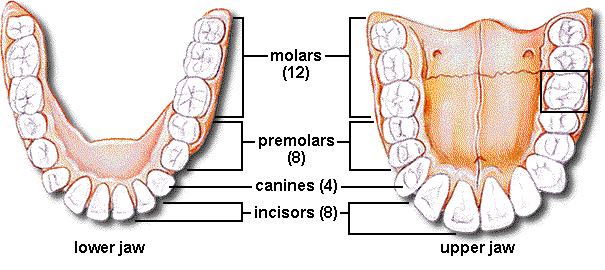 molars
(12)
premolars
(8)
canines (4)
incisors (8)
lower jaw
upper jaw